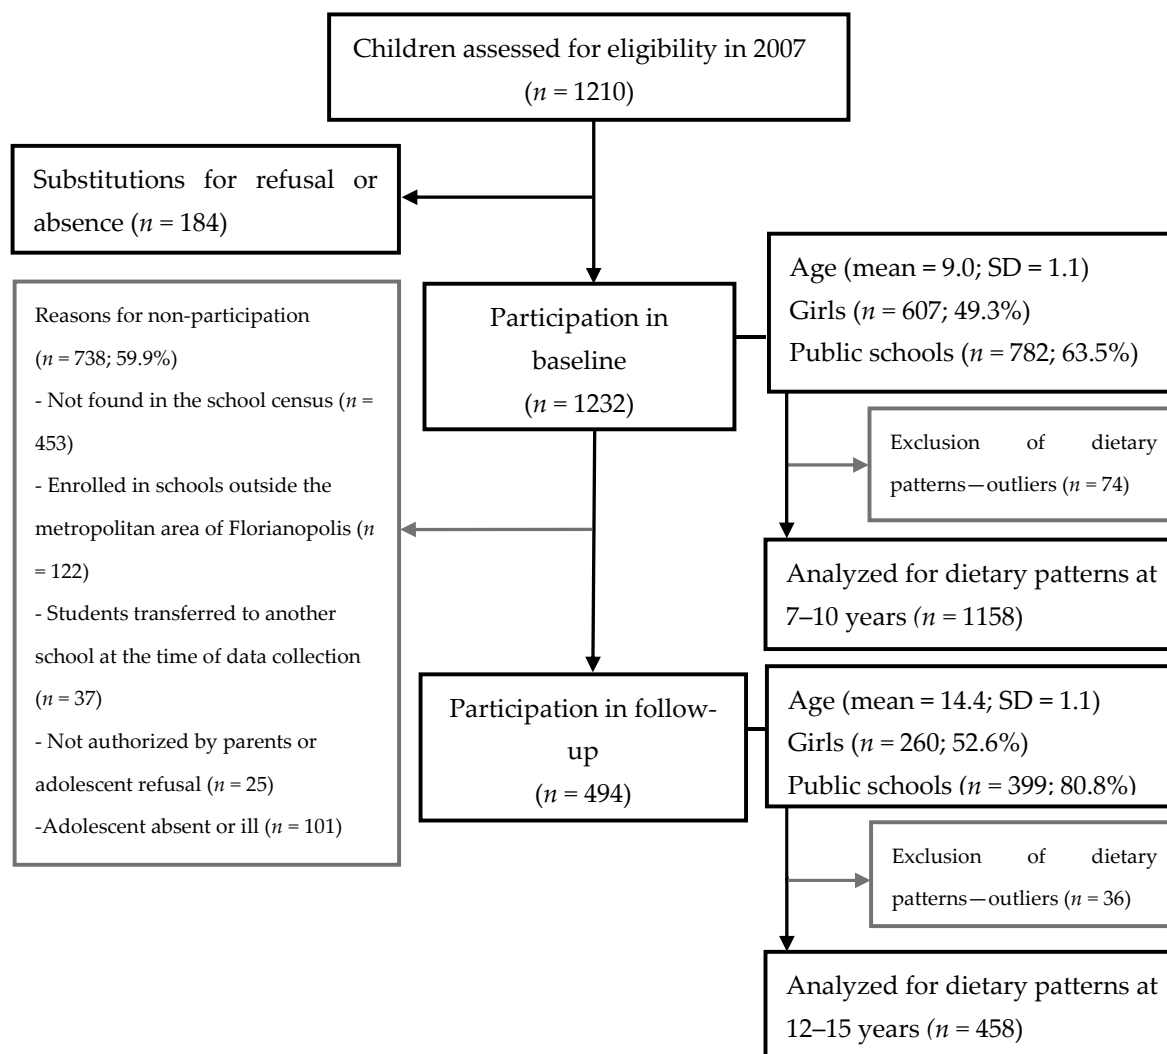 Children assessed for eligibility in 2007
(n = 1210)
Substitutions for refusal or
absence (n = 184)
Participation in
baseline
(n = 1232)
Age (mean = 9.0; SD = 1.1)
Girls (n = 607; 49.3%)
Public schools (n = 782; 63.5%)
Exclusion of dietary
patterns—outliers (n = 74)
Analyzed for dietary patterns at
7–10 years (n = 1158)
Reasons for non-participation
(n = 738; 59.9%)
- Not found in the school census (n =
453)
- Enrolled in schools outside the
metropolitan area of Florianopolis (n
= 122)
- Students transferred to another
school at the time of data collection
(n = 37)
- Not authorized by parents or
adolescent refusal (n = 25)
-Adolescent absent or ill (n = 101)
Participation in follow-
up
(n = 494)
Age (mean = 14.4; SD = 1.1)
Girls (n = 260; 52.6%)
Public schools (n = 399; 80.8%)
Exclusion of dietary
patterns—outliers (n = 36)
Analyzed for dietary patterns at
12–15 years (n = 458)